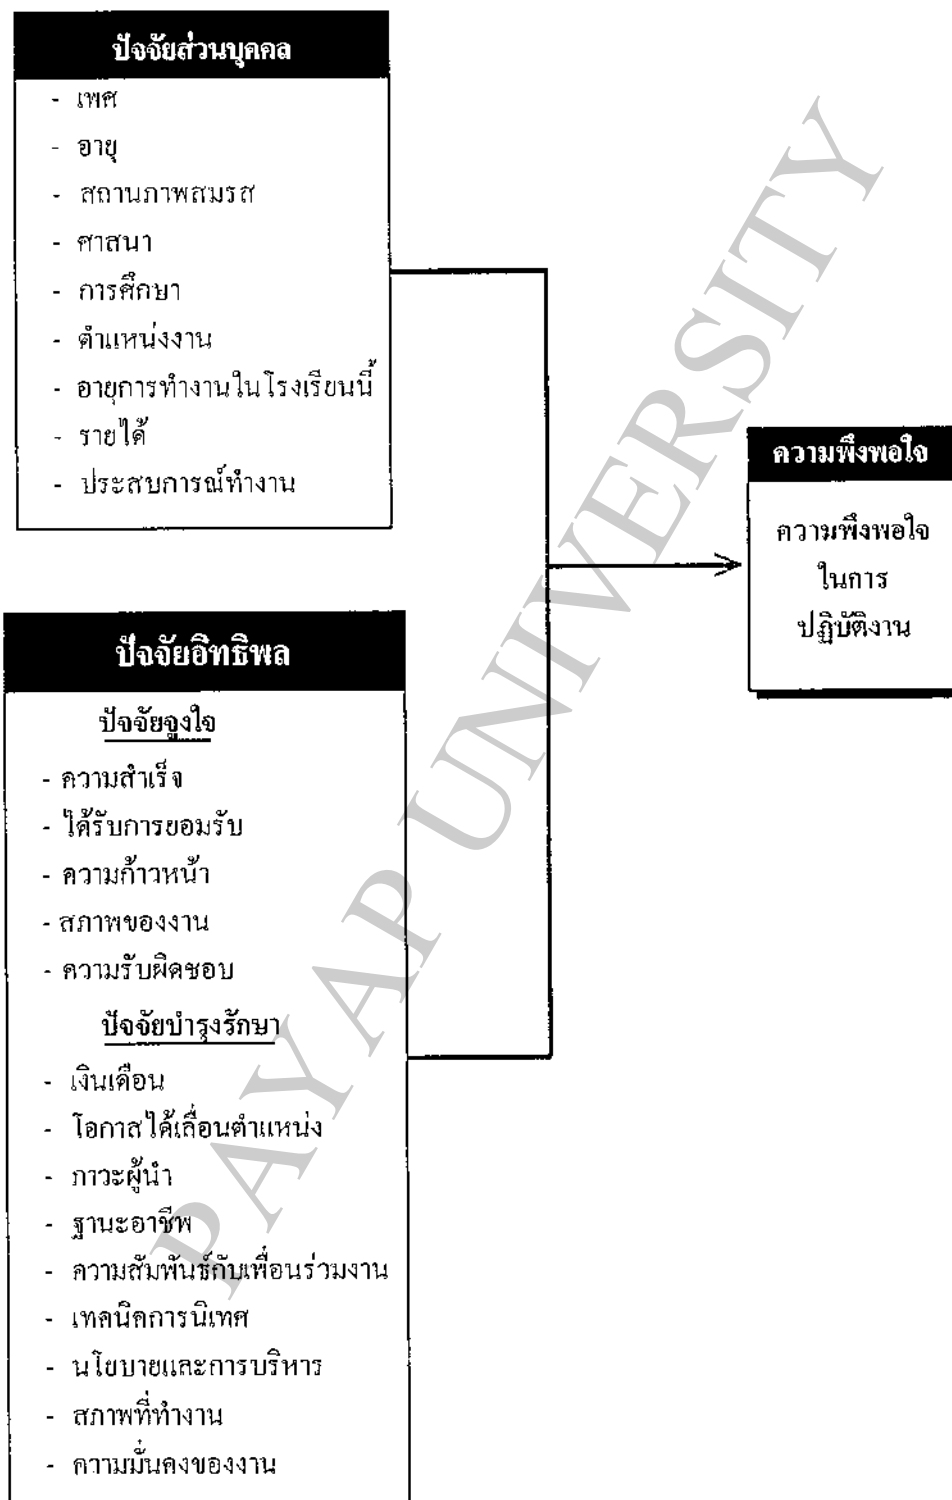 ปัจจัยส่วนบุคคล
- เพศ
- อายุ
- สถานภาพสมรส
- ศาสนา
- การศึกษา
- ตำแหน่งงาน
- อายุการทำงานในโรงเรียนนี้
- รายได้
- ประสบการณ์ทำงาน
ความพึงพอใจ
ความพึงพอใจ
ในการ
ปฏิบัติงาน
ปัจจัยอิทธิพล
ปัจจัยจูงใจ
- ความสำเร็จ
- ได้รับการยอมรับ
- ความก้าวหน้า
- สภาพของงาน
- ความรับผิดชอบ
ปัจจัยบำรุงรักษา
- เงินเดือน
- โอกาสได้เลื่อนตำแหน่ง
- ภาวะผู้นำ
- ฐานะอาชีพ
- ความสัมพันธ์กับเพื่อนร่วมงาน
- เทคนิคการนิเทศ
- นโยบายและการบริหาร
- สภาพที่ทำงาน
- ความมั่นคงของงาน
PAYAP UNIVERSITY